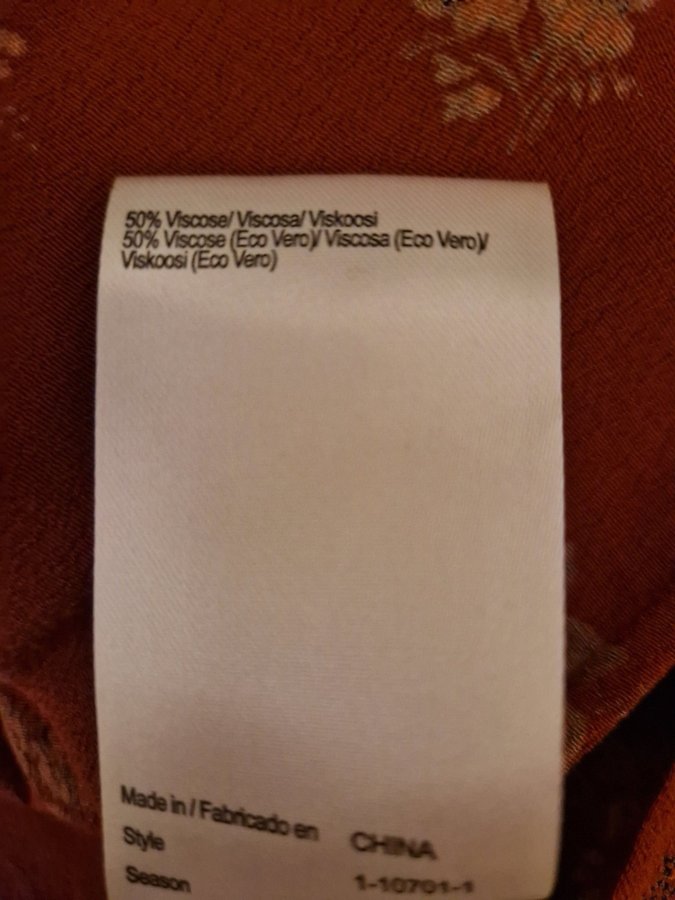 50% Viscose/ Viscosa/ Viskoosi
50% Viscose (Eco Vero)/ Viscosa (Eco Vero)/
Viskoosi (Eco Vero)
Made in / Fabricado en CHINA
Style 1-10701-1
Season